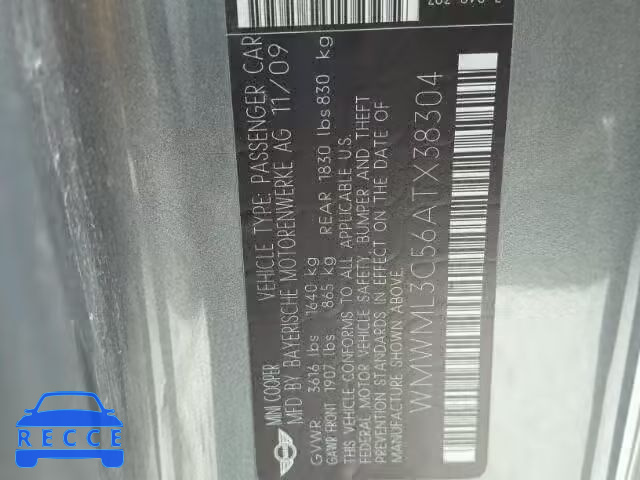 MINI COOPER
VEHICLE TYPE: PASSENGER CAR
MFD BY BAYERISCHE MOTORENWERKE AG 11/09
GVWR 3616 lbs 1640 kg
GAWR FRONT 1907 lbs 865 kg REAR 1830 lbs 830 kg
THIS VEHICLE CONFORMS TO ALL APPLICABLE U.S.
FEDERAL MOTOR VEHICLE SAFETY, BUMPER AND THEFT
PREVENTION STANDARDS IN EFFECT ON THE DATE OF
MANUFACTURE SHOWN ABOVE.
WMWML3C56ATX38304
RECCE